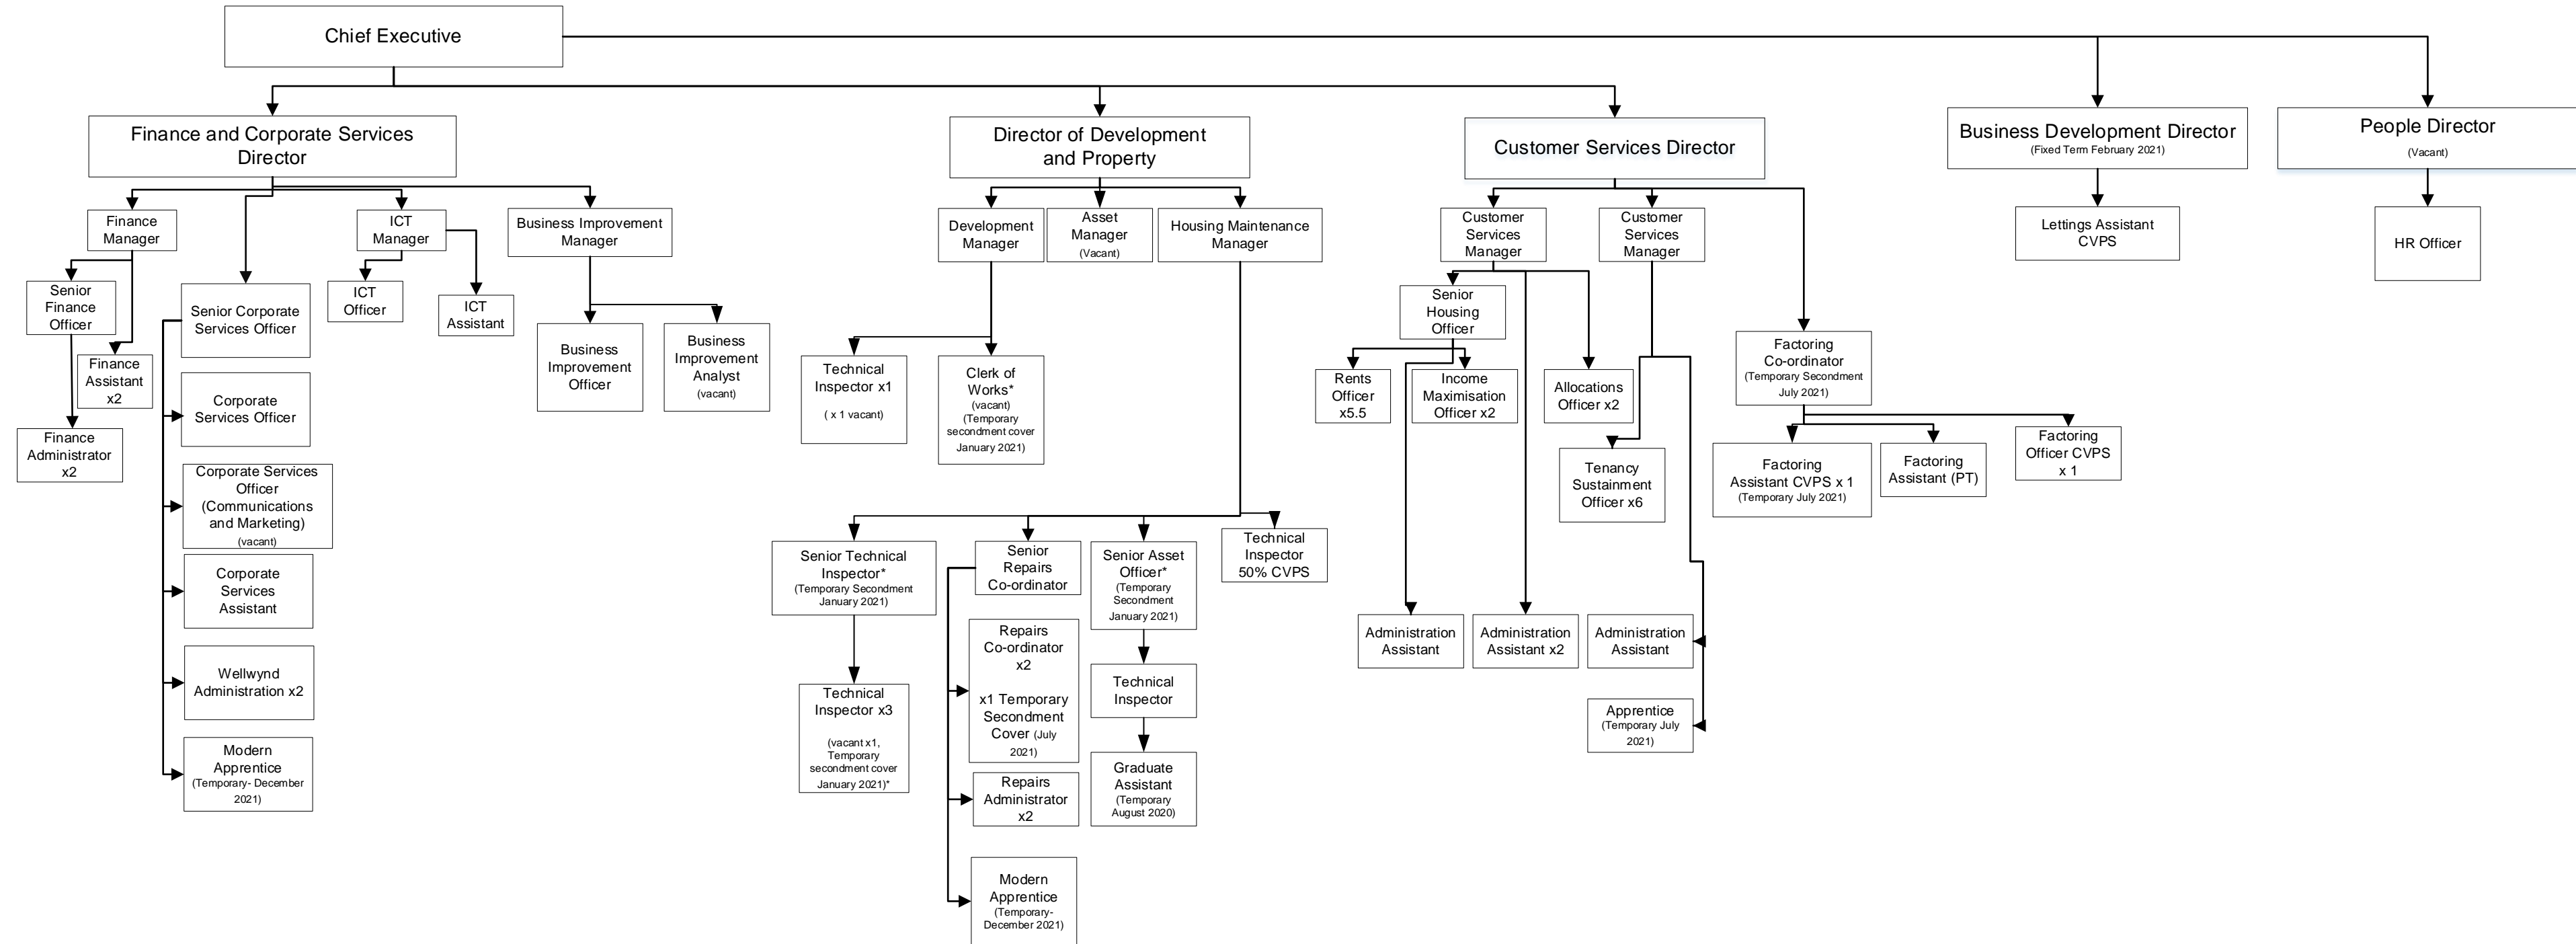 Chief Executive
Finance and Corporate Services
Director
Director of Development
and Property
Customer Services Director
Business Development Director
(Fixed Term February 2021)
People Director
(Vacant)
Finance
Manager
ICT
Manager
Business Improvement
Manager
Development
Manager
Asset
Manager
(Vacant)
Housing Maintenance
Manager
Customer
Services
Manager
Customer
Services
Manager
Lettings Assistant
CVPS
HR Officer
Senior
Finance
Officer
Senior Corporate
Services Officer
ICT
Officer
ICT
Assistant
Business
Improvement
Officer
Business
Improvement
Analyst
(vacant)
Finance
Assistant
x2
Finance
Administrator
x2
Corporate
Services Officer
Corporate Services
Officer
(Communications
and Marketing)
(vacant)
Corporate
Services
Assistant
Wellwynd
Administration x2
Modern
Apprentice
(Temporary- December
2021)
Technical
Inspector x1
( x 1 vacant)
Clerk of
Works*
(vacant)
(Temporary
secondment cover
January 2021)
Senior Technical
Inspector*
(Temporary Secondment
January 2021)
Senior
Repairs
Co-ordinator
Senior Asset
Officer*
(Temporary
Secondment
January 2021)
Technical
Inspector
50% CVPS
Technical
Inspector x3
(vacant x1,
Temporary
secondment cover
January 2021)*
Repairs
Co-ordinator
x2
x1 Temporary
Secondment
Cover (July
2021)
Repairs
Administrator
x2
Modern
Apprentice
(Temporary-
December 2021)
Technical
Inspector
Graduate
Assistant
(Temporary
August 2020)
Senior
Housing
Officer
Rents
Officer
x5.5
Income
Maximisation
Officer x2
Allocations
Officer x2
Tenancy
Sustainment
Officer x6
Administration
Assistant
Administration
Assistant x2
Administration
Assistant
Apprentice
(Temporary July
2021)
Factoring
Co-ordinator
(Temporary Secondment
July 2021)
Factoring
Assistant CVPS x 1
(Temporary July 2021)
Factoring
Assistant (PT)
Factoring
Officer CVPS
x 1